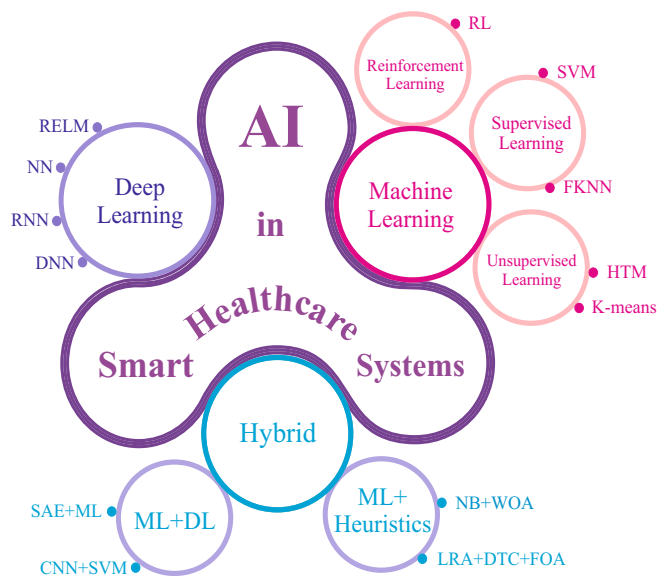 AI
in
Smart Healthcare Systems
Deep
Learning
RELM
NN
RNN
DNN
Machine
Learning
Reinforcement
Learning
RL
Supervised
Learning
SVM
FKNN
Unsupervised
Learning
HTM
K-means
Hybrid
ML+DL
SAE+ML
CNN+SVM
ML+
Heuristics
NB+WOA
LRA+DTC+FOA